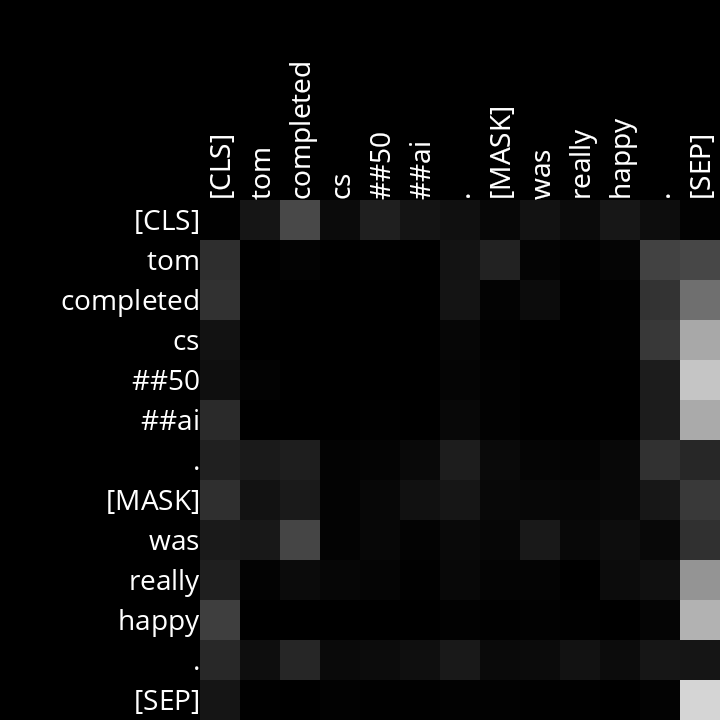 [CLS] tom completed cs ##50 ##ai . [MASK] was really happy . [SEP]
[CLS]
tom
completed
cs
##50
##ai
.
[MASK]
was
really
happy
.
[SEP]